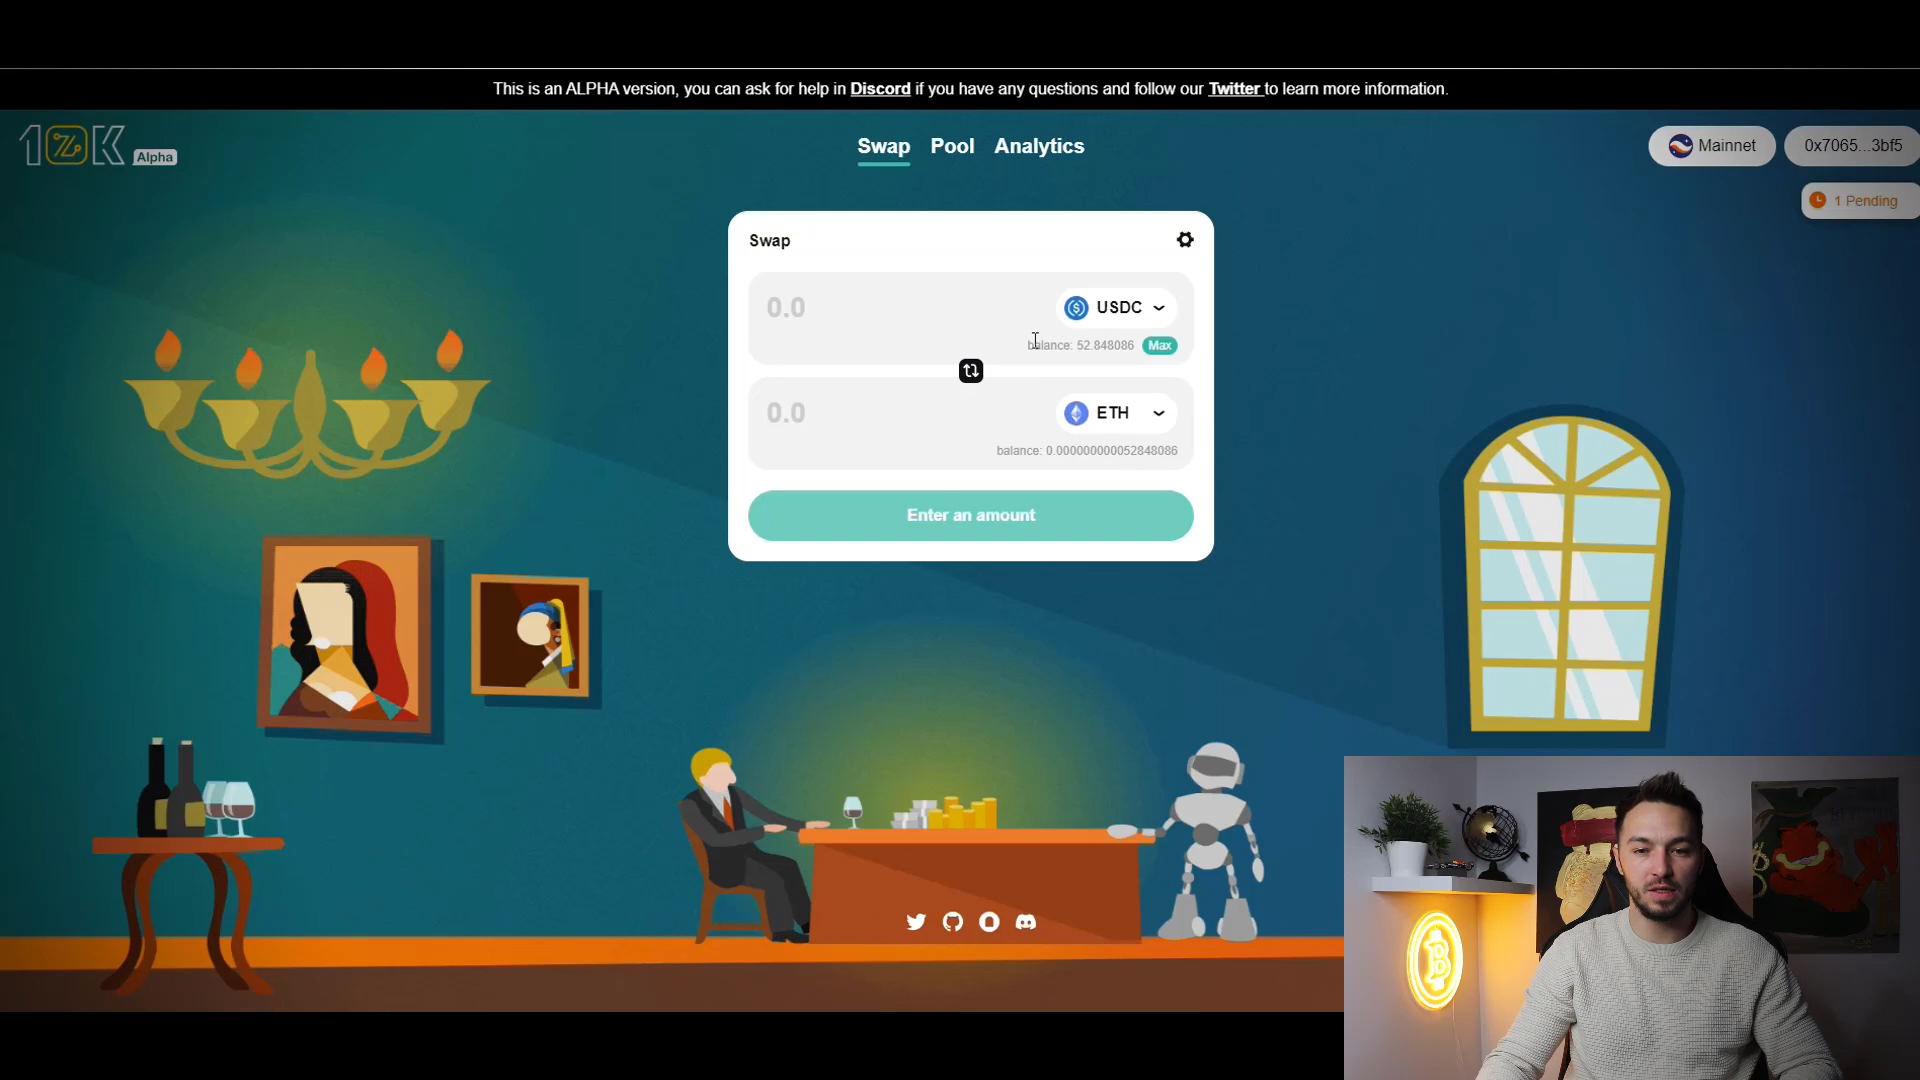 This is an ALPHA version, you can ask for help in Discord if you have any questions and follow our Twitter to learn more information.
10K Alpha
Swap Pool Analytics
Mainnet 0x7065...3bf5
1 Pending
Swap
0.0 USDC
balance: 52.848086 Max
0.0 ETH
balance: 0.000000000052848086
Enter an amount